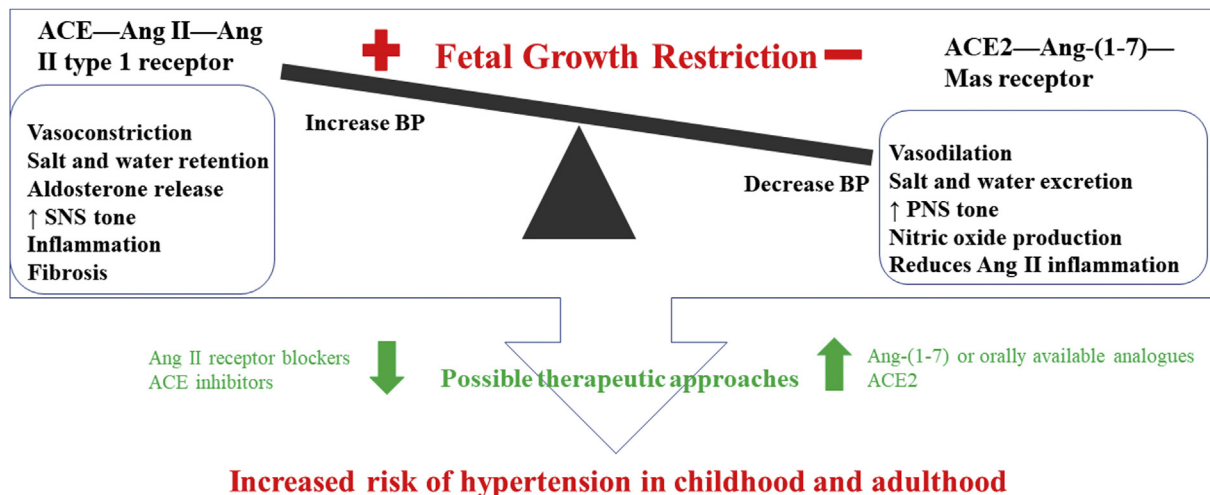 ACE—Ang II—Ang
II type 1 receptor
Vasoconstriction
Salt and water retention
Aldosterone release
↑ SNS tone
Inflammation
Fibrosis
+ Fetal Growth Restriction −
Increase BP
Decrease BP
ACE2—Ang-(1-7)—
Mas receptor
Vasodilation
Salt and water excretion
↑ PNS tone
Nitric oxide production
Reduces Ang II inflammation
Ang II receptor blockers
ACE inhibitors
Possible therapeutic approaches
Ang-(1-7) or orally available analogues
ACE2
Increased risk of hypertension in childhood and adulthood